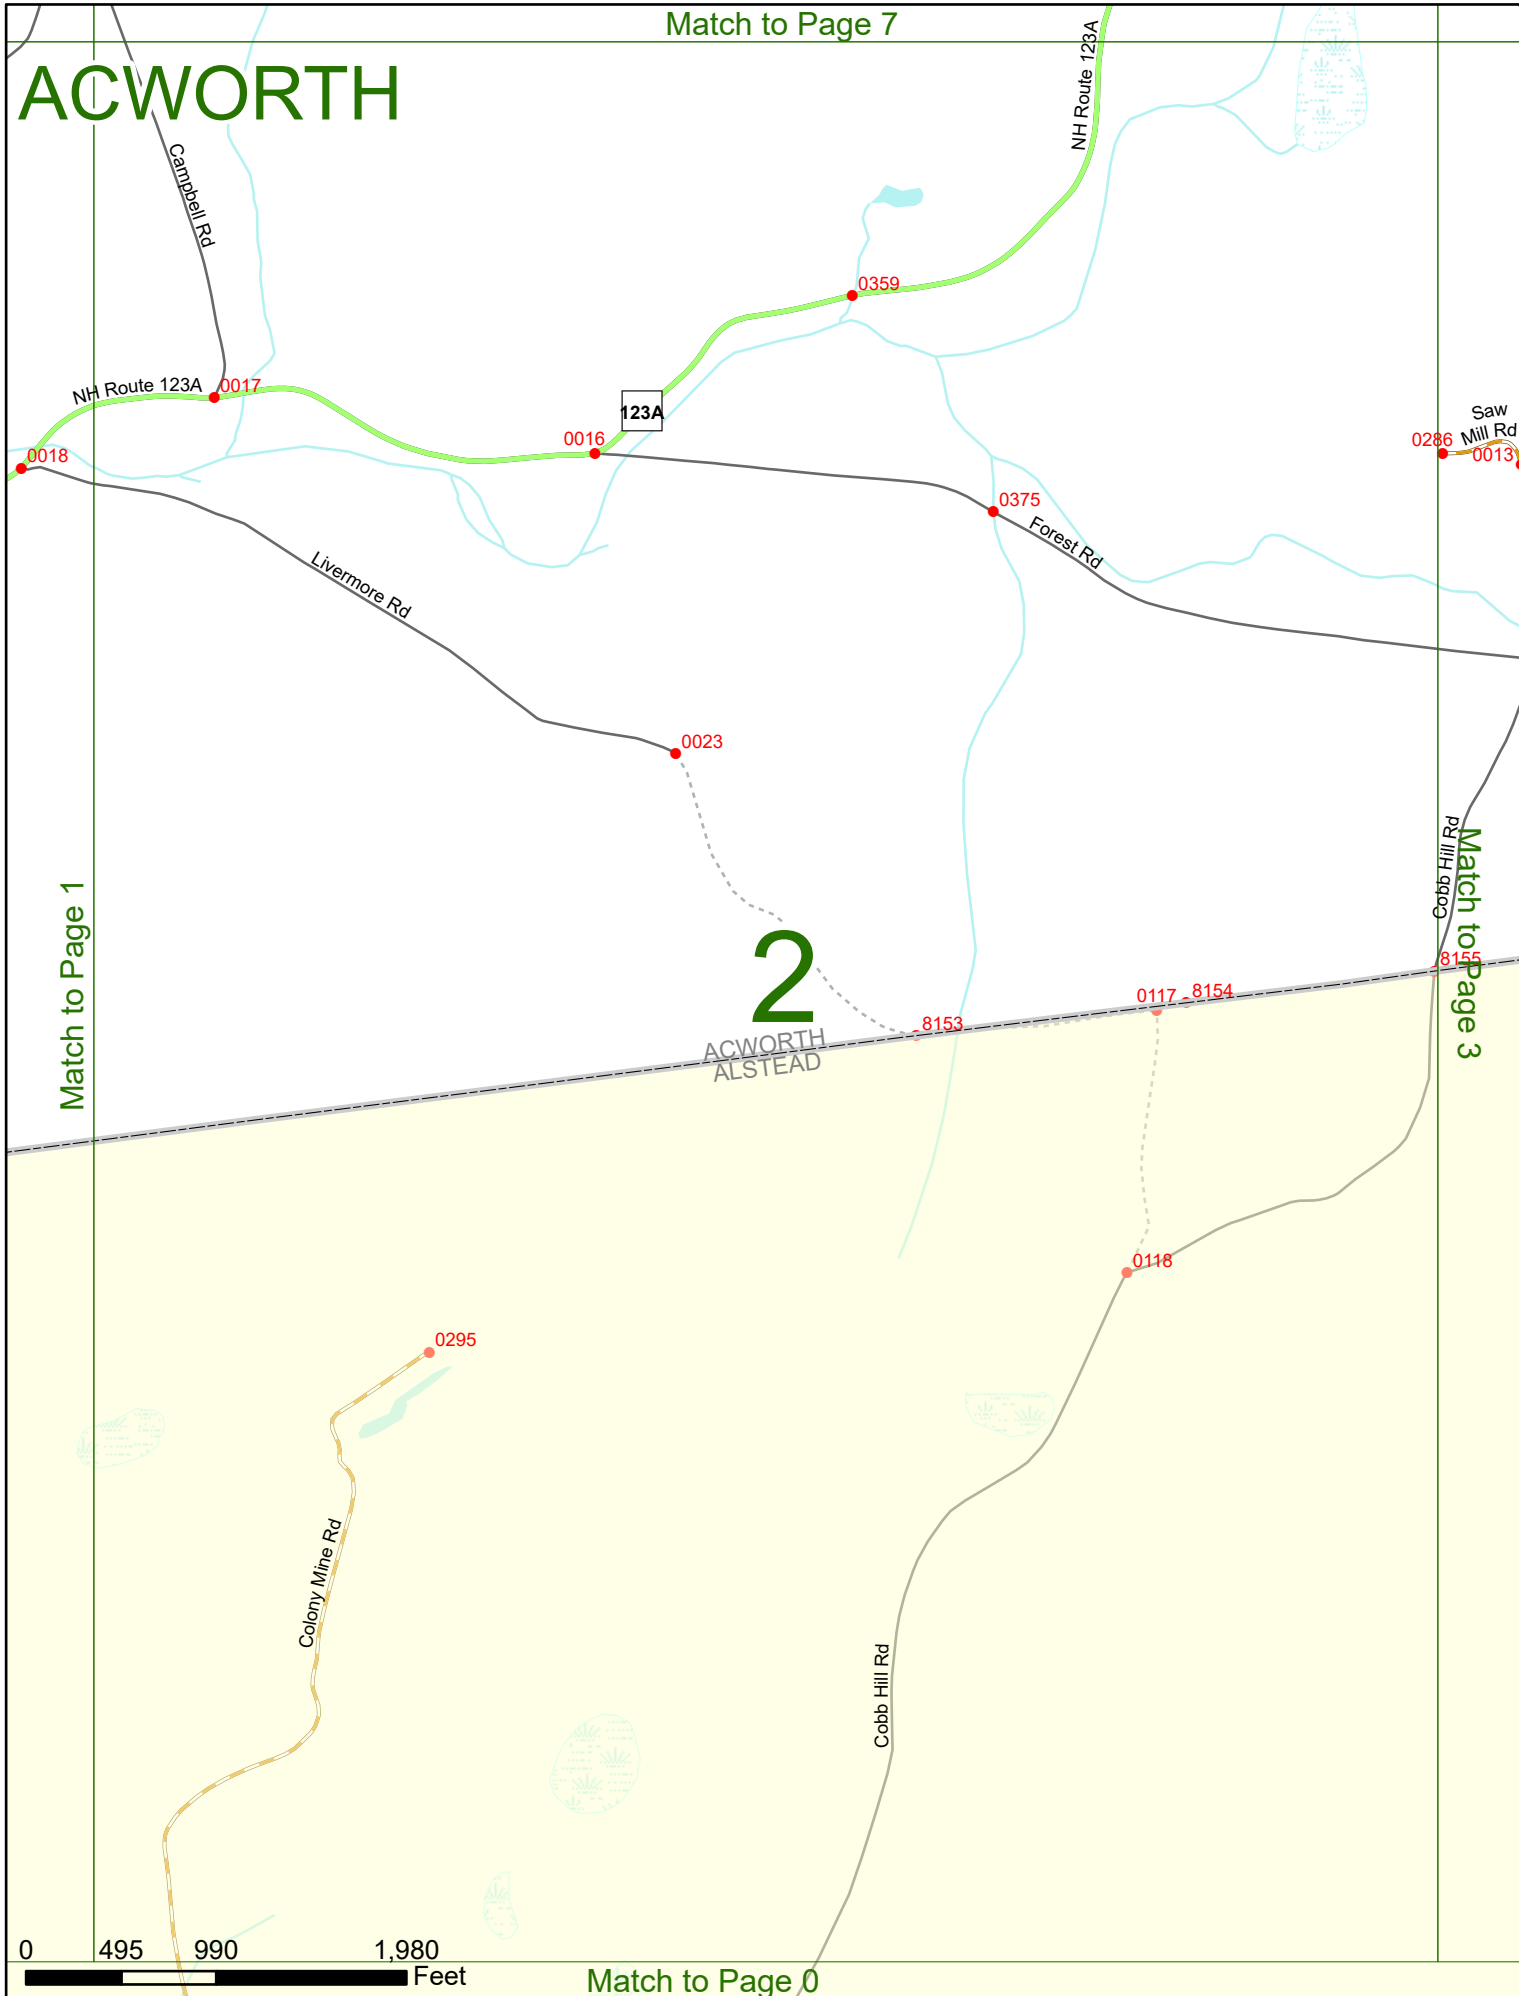 Match to Page 7
ACWORTH
NH Route 123A
Campbell Rd
0359
NH Route 123A
0017
123A
0016
0018
Saw
Mill Rd
0286
0013
0375
Forest Rd
Livermore Rd
0023
Cobb Hill Rd
Match to Page 1
Match to Page 3
2
8155
8154
0117
8153
ACWORTH
ALSTEAD
0118
0295
Colony Mine Rd
Cobb Hill Rd
0 495 990 1,980
Feet
Match to Page 0